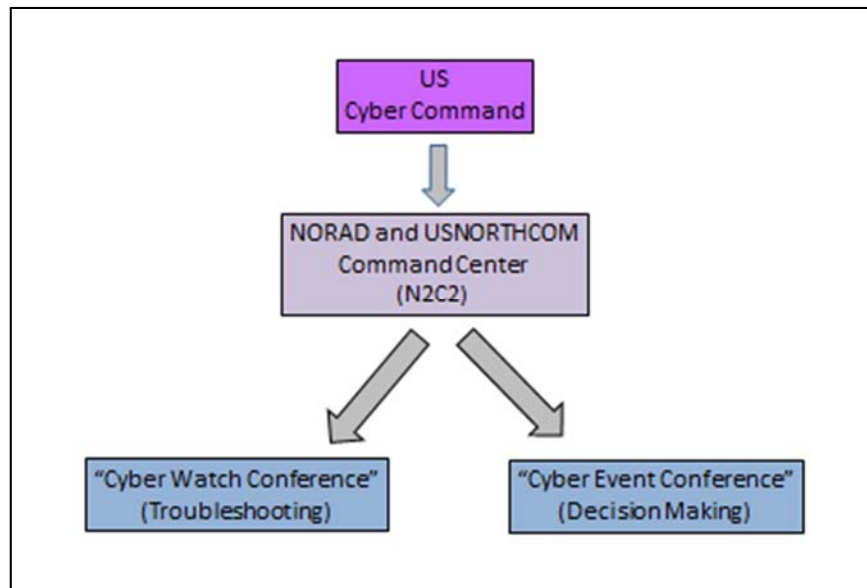 US
Cyber Command
NORAD and USNORTHCOM
Command Center
(N2C2)
“Cyber Watch Conference”
(Troubleshooting)
“Cyber Event Conference”
(Decision Making)